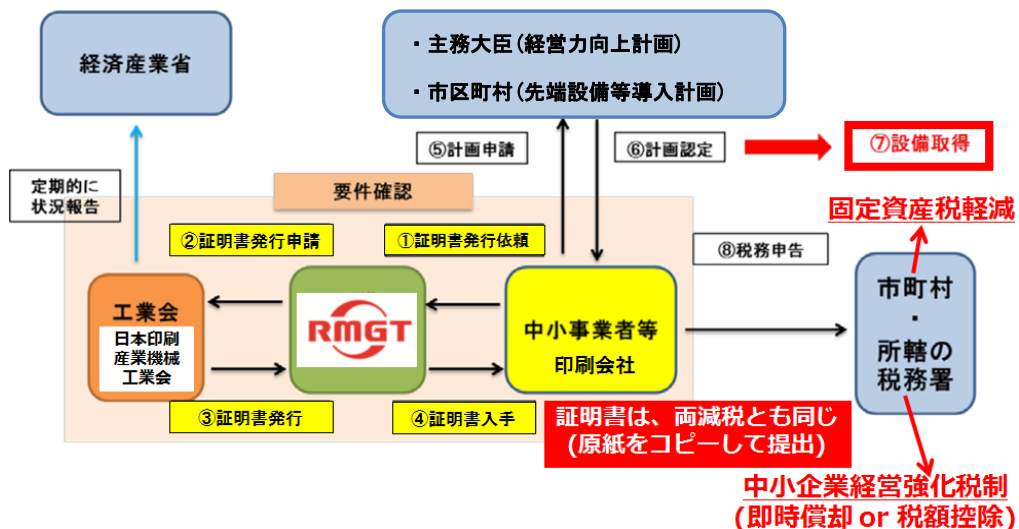 経済産業省
・主務大臣(経営力向上計画)
・市区町村(先端設備等導入計画)
⑤計画申請
⑥計画認定
⑦設備取得
定期的に
状況報告
要件確認
固定資産税軽減
②証明書発行申請
①証明書発行依頼
⑧税務申告
工業会
日本印刷
産業機械
工業会
RMGT
中小事業者等
印刷会社
市町村
・
所轄の
税務署
③証明書発行
④証明書入手
証明書は、両減税とも同じ
(原紙をコピーして提出)
中小企業経営強化税制
(即時償却 or 税額控除)